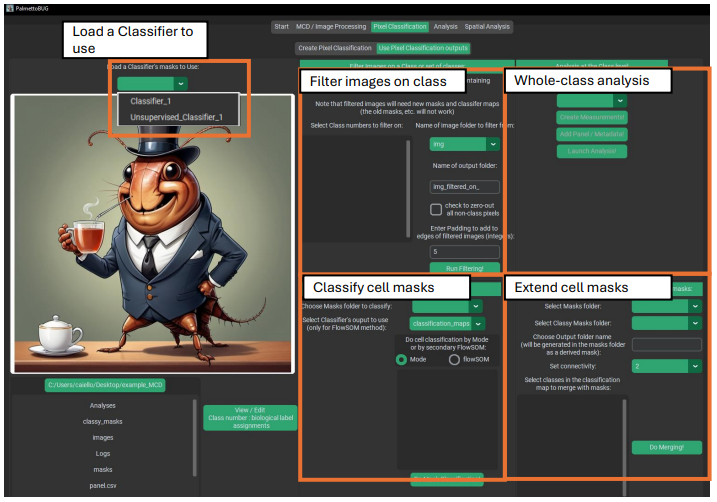 PalmettoBUG
Start
MCD / Image Processing
Pixel Classification
Analysis
Spatial Analysis
Create Pixel Classification
Use Pixel Classification outputs
Load a Classifier to
use
Load a Classifier's masks to Use:
Classifier_1
Unsupervised_Classifier_1
C:/Users/caiello/Desktop/example_MCD
Analyses
classy_masks
images
Logs
masks
panel.csv
View / Edit
Class number : biological label
assignments
Filter Images on a Class or set of classes
Filter images on class
Note that filtered images will need new masks and classifer maps
(the old masks, etc. will not work)
Select Class numbers to filter on:
Name of image folder to filter from:
img
Name of output folder:
img_filtered_on_
check to zero-out
all non-class pixels
Enter Padding to add to
edges of filtered images (integers):
5
Run Filtering!
Analysis at the Class level
Whole-class analysis
Create Measurements!
Add Panel / Metadata!
Launch Analysis!
Classify cell masks
Choose Masks folder to classify:
Select Classifier's ouput to use
(only for FlowSOM method):
classification_maps
Do cell classification by Mode
or by secondary FlowSOM:
Mode
flowSOM
Extend cell masks
masks:
Select Masks folder:
Select Classy Masks folder:
Choose Output folder name
(will be generated in the masks folder
as a derived mask):
Set connectivity:
2
Select classes in the classification
map to merge with masks:
Do Merging!